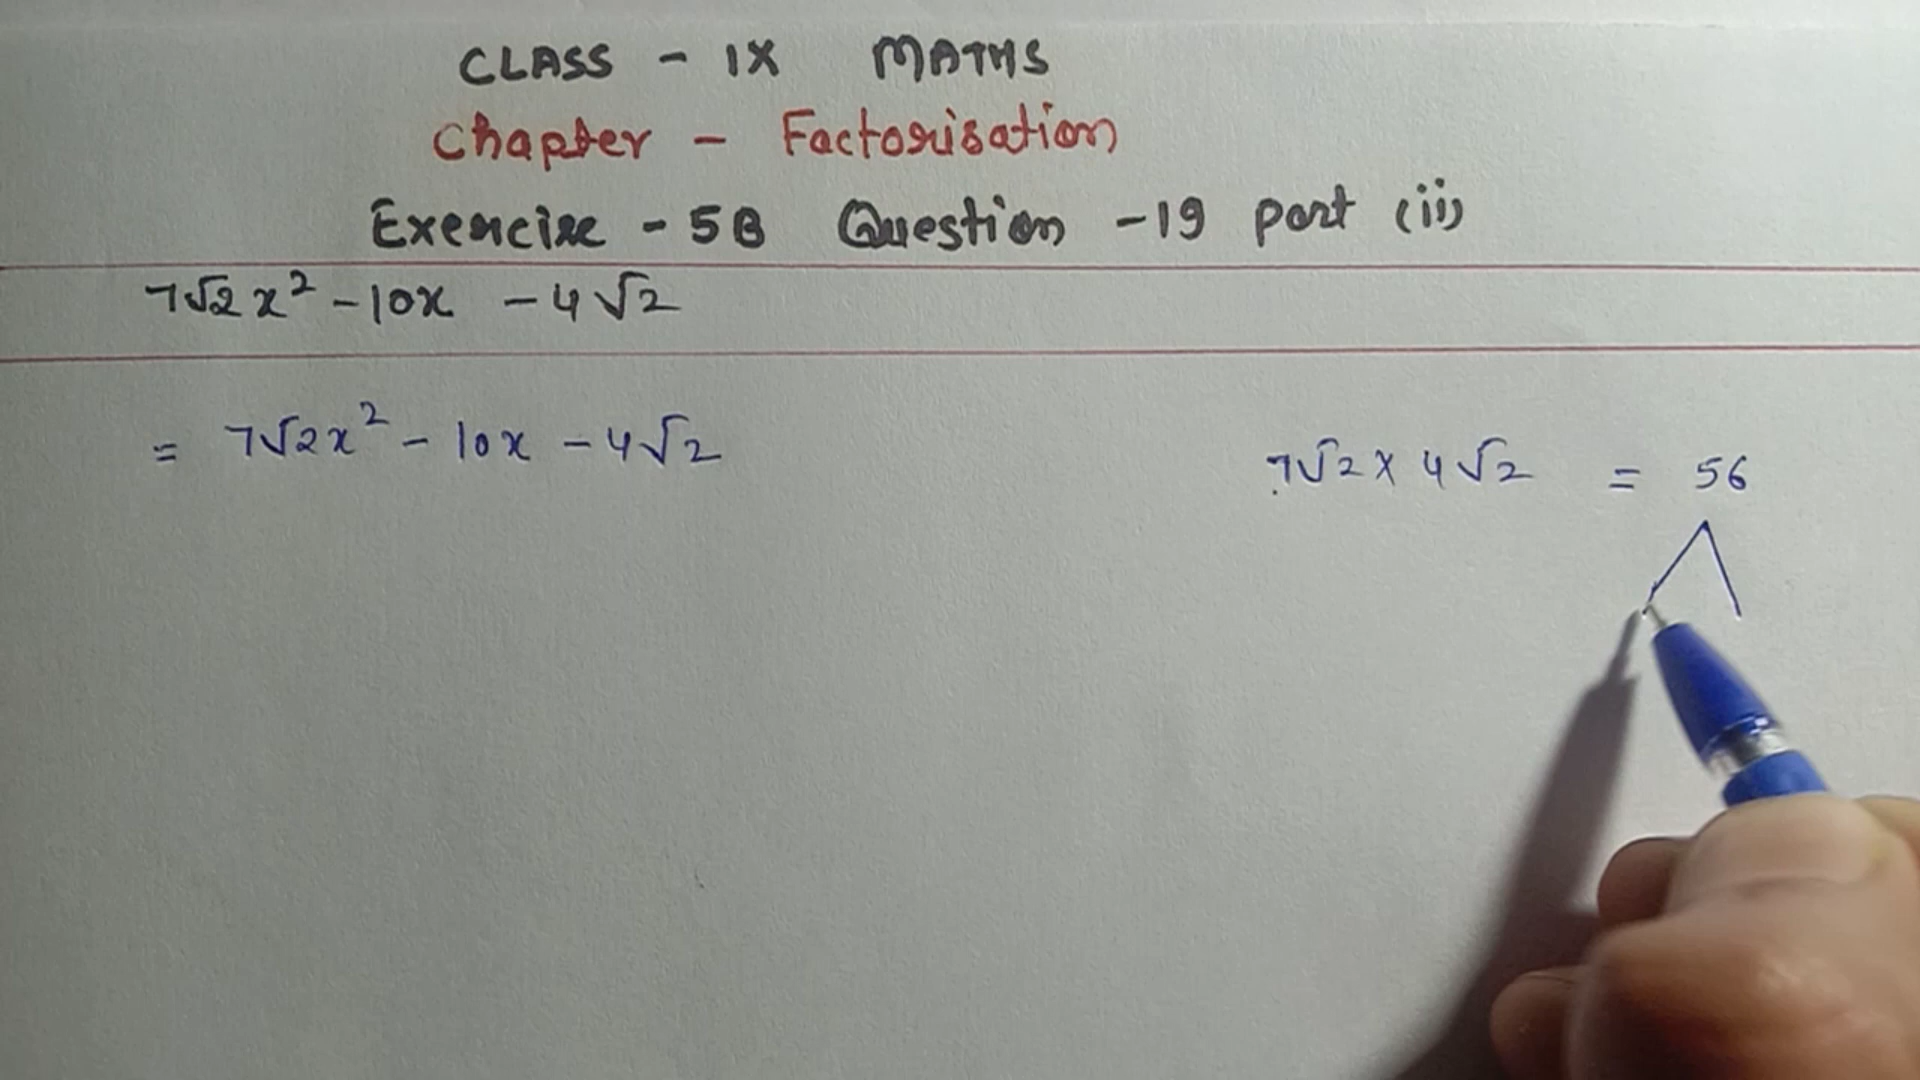 CLASS - IX MATHS
Chapter - Factorisation
Exercise - 5B Question - 19 part (ii)
7√2x² - 10x - 4√2
= 7√2x² - 10x - 4√2
7√2 x 4√2 = 56